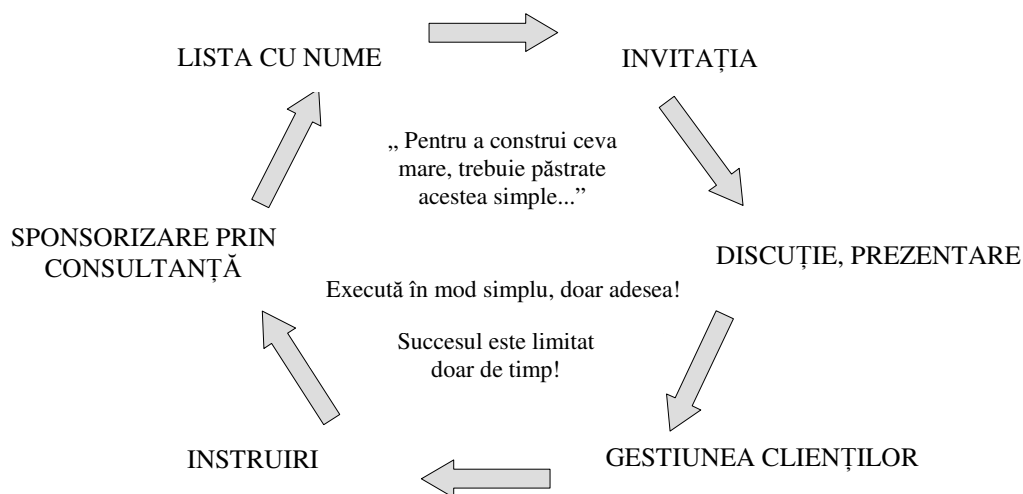 LISTA CU NUME
INVITAȚIA
„ Pentru a construi ceva
mare, trebuie păstrate
acestea simple...”
SPONSORIZARE PRIN
CONSULTANȚĂ
DISCUȚIE, PREZENTARE
Execută în mod simplu, doar adesea!
Succesul este limitat
doar de timp!
INSTRUIRI
GESTIUNEA CLIENȚILOR